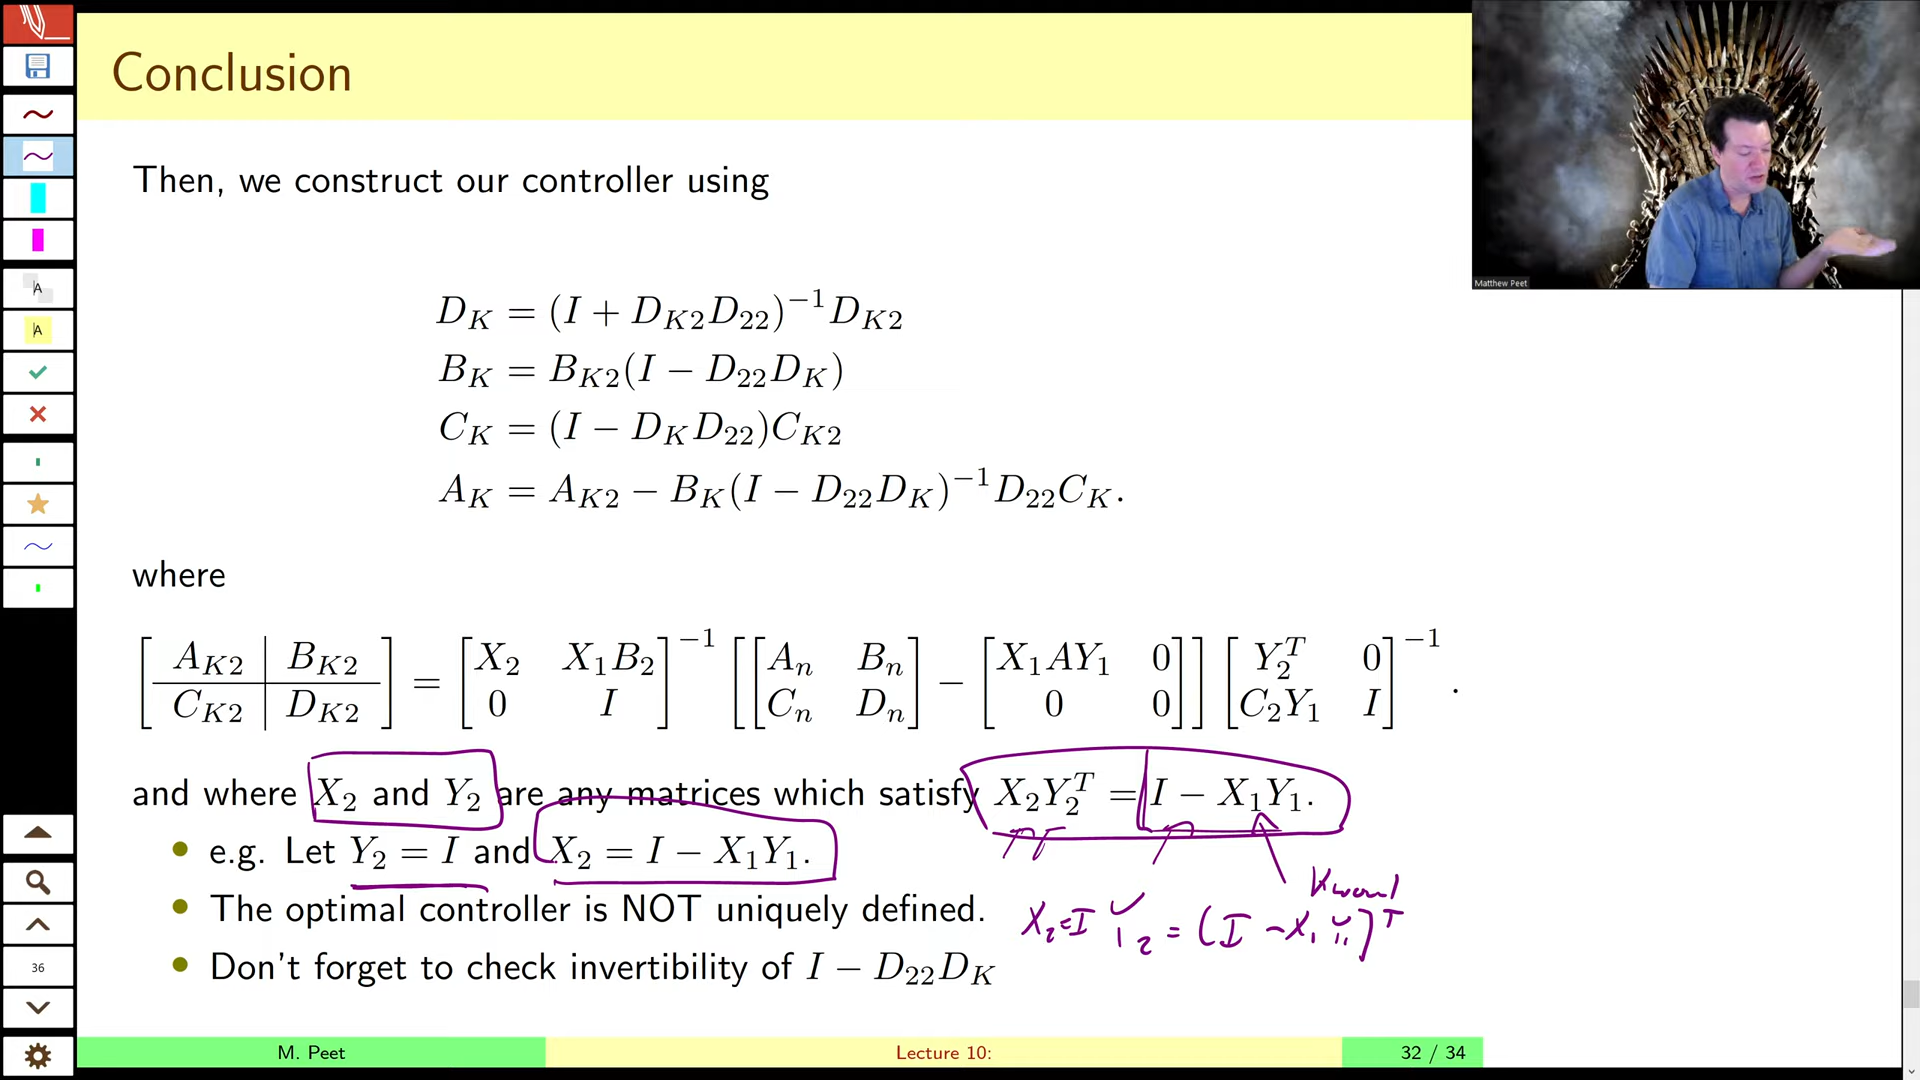 Conclusion
Then, we construct our controller using
D_K = (I + D_{K2}D_{22})^{-1}D_{K2}
B_K = B_{K2}(I − D_{22}D_K)
C_K = (I − D_K D_{22})C_{K2}
A_K = A_{K2} − B_K(I − D_{22}D_K)^{-1}D_{22}C_K.
where
[ A_{K2} | B_{K2} ; C_{K2} | D_{K2} ] = [ X_2 X_1B_2 ; 0 I ]^{-1} [ [ A_n B_n ; C_n D_n ] − [ X_1AY_1 0 ; 0 0 ] ] [ Y_2^T 0 ; C_2Y_1 I ]^{-1} .
and where X_2 and Y_2 are any matrices which satisfy X_2Y_2^T = I − X_1Y_1.
• e.g. Let Y_2 = I and X_2 = I − X_1Y_1.
Known
• The optimal controller is NOT uniquely defined.
X_2=I Y_2 = (I − X_1 Y_1)^T
• Don't forget to check invertibility of I − D_{22}D_K
M. Peet
Lecture 10:
32 / 34
Matthew Peet
A
A
36